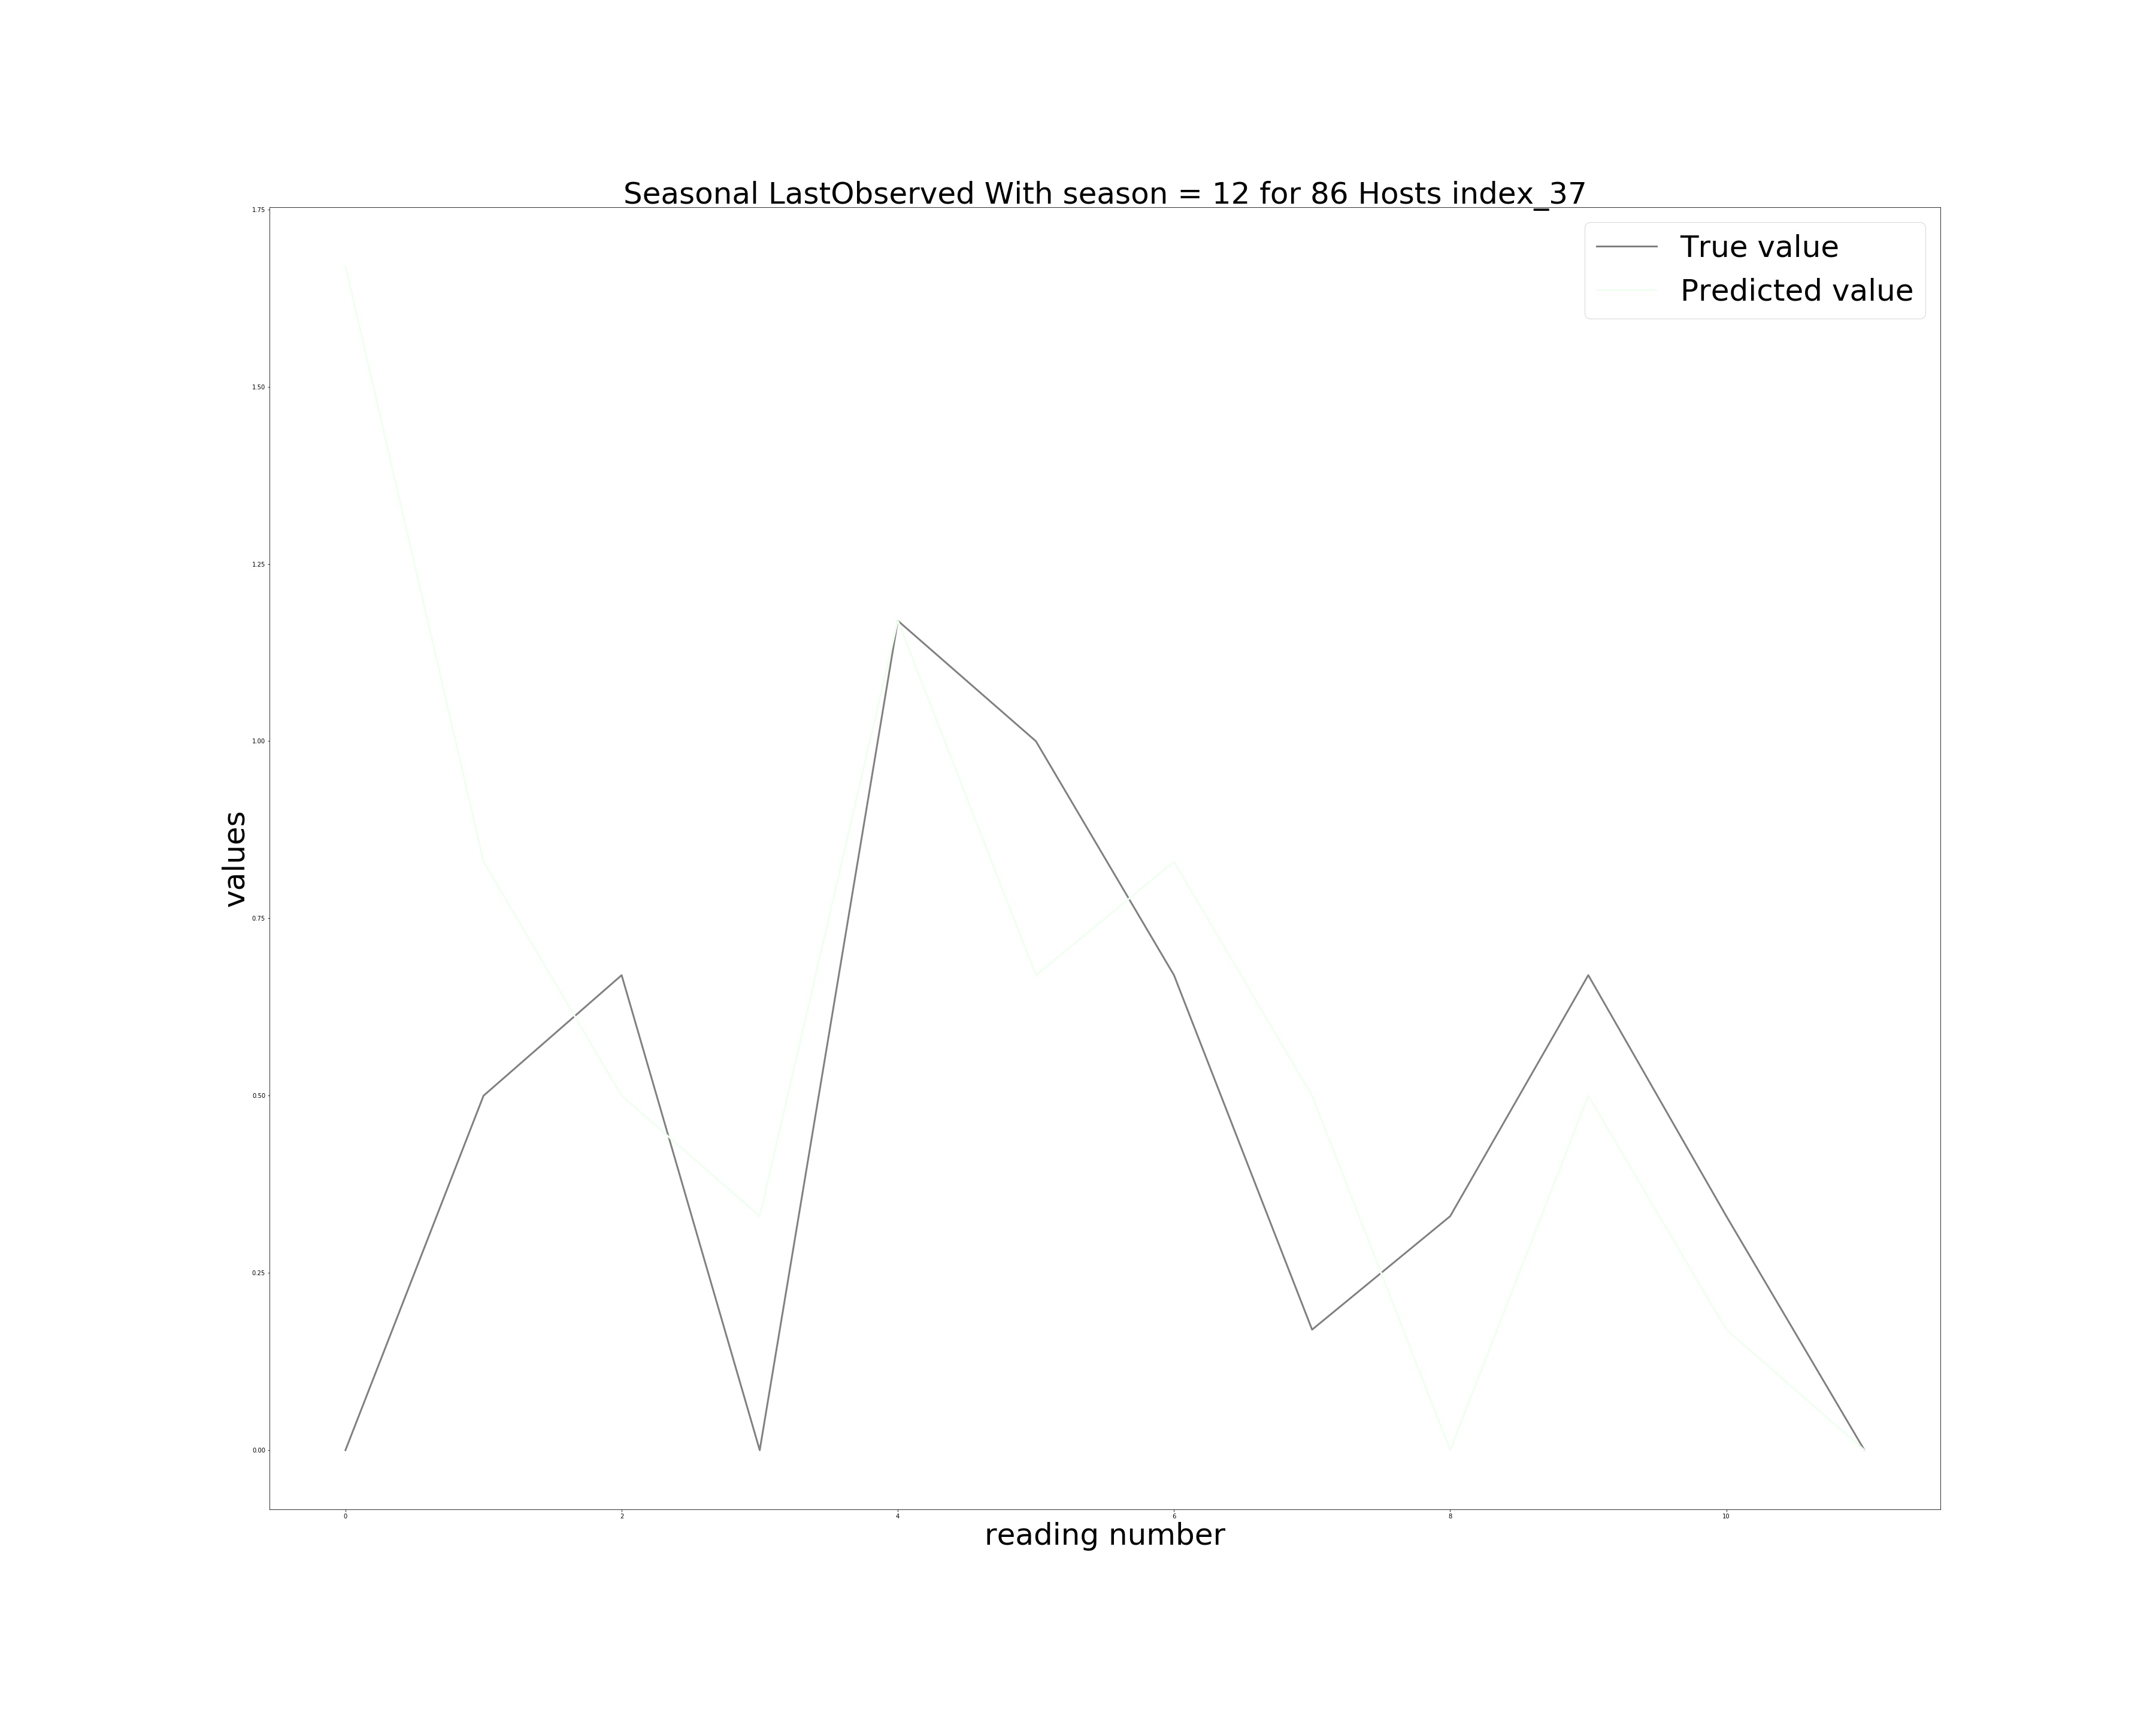 Seasonal LastObserved With season = 12 for 86 Hosts index_37
True value
Predicted value
1.75
1.50
1.25
1.00
0.75
0.50
0.25
0.00
values
0 2 4 6 8 10
reading number